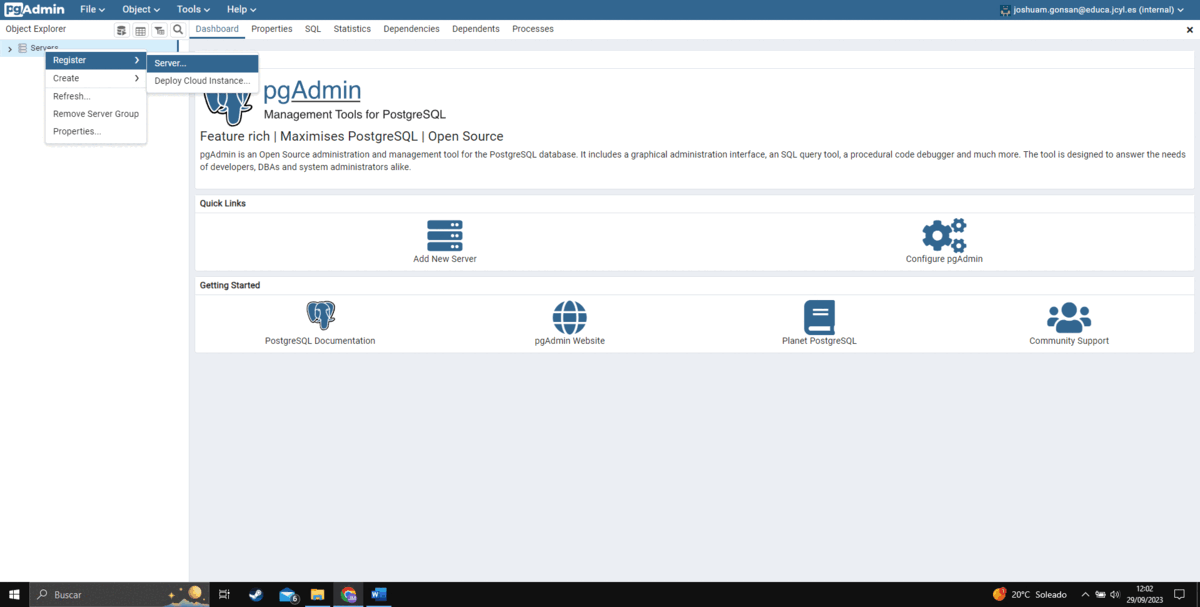 pgAdmin File Object Tools Help joshuam.gonsan@educa.jcyl.es (internal)
Object Explorer Dashboard Properties SQL Statistics Dependencies Dependents Processes
Servers
Register Server...
Create Deploy Cloud Instance...
Refresh...
Remove Server Group
Properties...
pgAdmin
Management Tools for PostgreSQL
Feature rich | Maximises PostgreSQL | Open Source
pgAdmin is an Open Source administration and management tool for the PostgreSQL database. It includes a graphical administration interface, an SQL query tool, a procedural code debugger and much more. The tool is designed to answer the needs
of developers, DBAs and system administrators alike.
Quick Links
Add New Server Configure pgAdmin
Getting Started
PostgreSQL Documentation pgAdmin Website Planet PostgreSQL Community Support
Buscar 6 20°C Soleado 12:02
29/09/2023